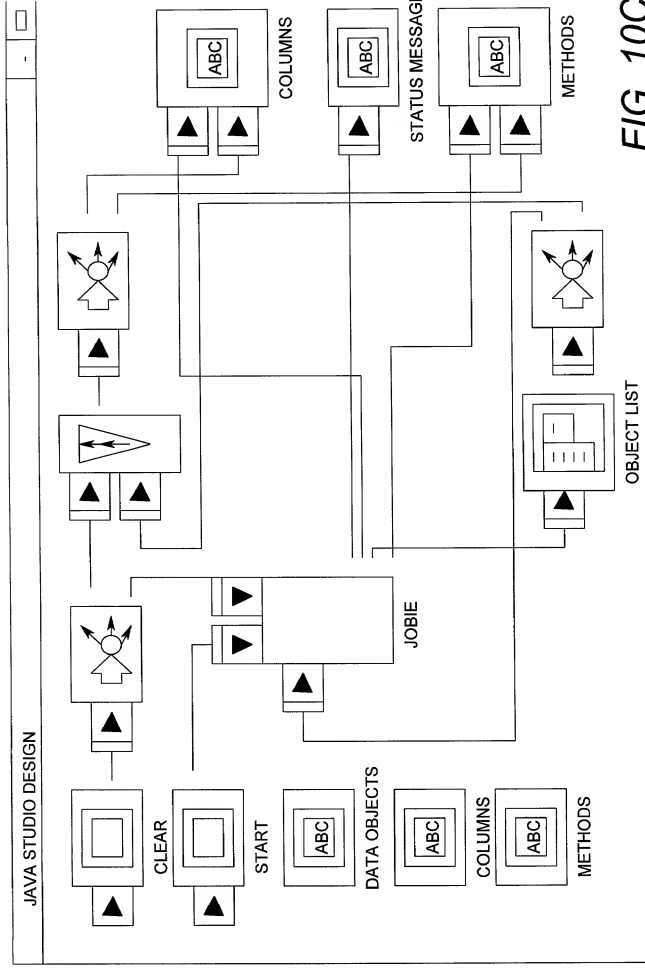 JAVA STUDIO DESIGN
CLEAR
START
ABC
DATA OBJECTS
ABC
COLUMNS
ABC
METHODS
JOBIE
OBJECT LIST
ABC
COLUMNS
ABC
STATUS MESSAGE
ABC
METHODS
FIG. 10C